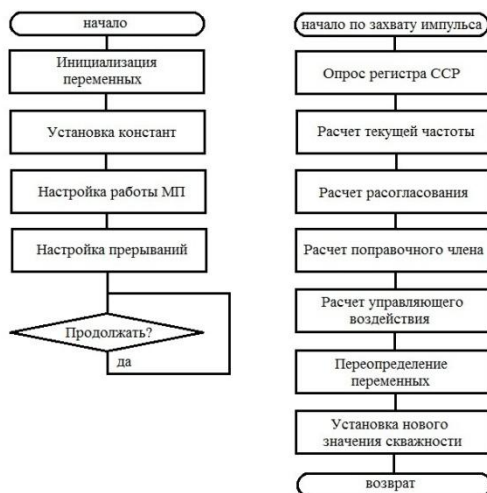 начало
Инициализация
переменных
Установка констант
Настройка работы МП
Настройка прерываний
Продолжать?
да
начало по захвату импульса
Опрос регистра ССР
Расчет текущей частоты
Расчет расогласования
Расчет поправочного члена
Расчет управляющего
воздействия
Переопределение
переменных
Установка нового
значения скважности
возврат